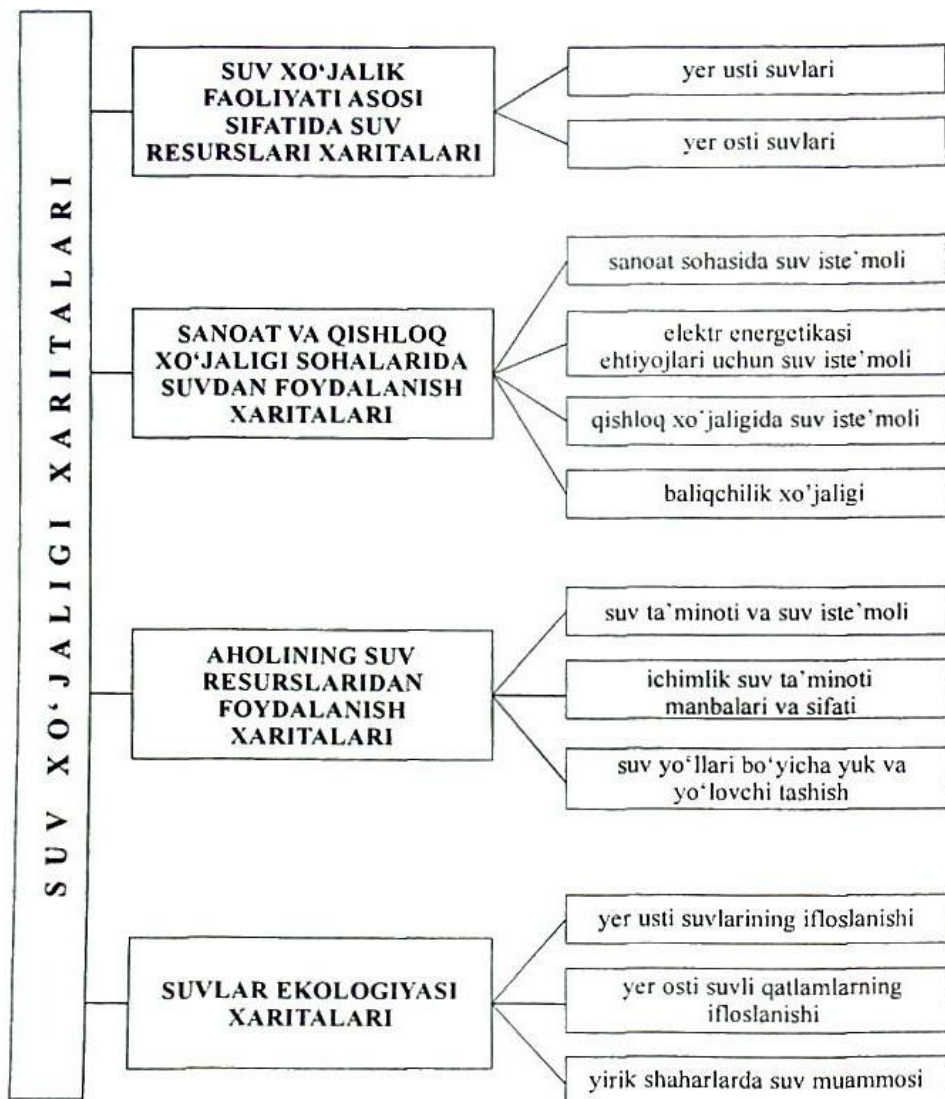 SUV XO‘JALIGI XARITALARI
SUV XO‘JALIK
FAOLIYATI ASOSI
SIFATIDA SUV
RESURSLARI XARITALARI
yer usti suvlari
yer osti suvlari
SANOAT VA QISHLOQ
XO‘JALIGI SOHALARIDA
SUVDAN FOYDALANISH
XARITALARI
sanoat sohasida suv iste’moli
elektr energetikasi
ehtiyojlari uchun suv iste’moli
qishloq xo‘jaligida suv iste’moli
baliqchilik xo’jaligi
AHOLINING SUV
RESURSLARIDAN
FOYDALANISH
XARITALARI
suv ta’minoti va suv iste’moli
ichimlik suv ta’minoti
manbalari va sifati
suv yo‘llari bo‘yicha yuk va
yo‘lovchi tashish
SUVLAR EKOLOGIYASI
XARITALARI
yer usti suvlarining ifloslanishi
yer osti suvli qatlamlarning
ifloslanishi
yirik shaharlarda suv muammosi